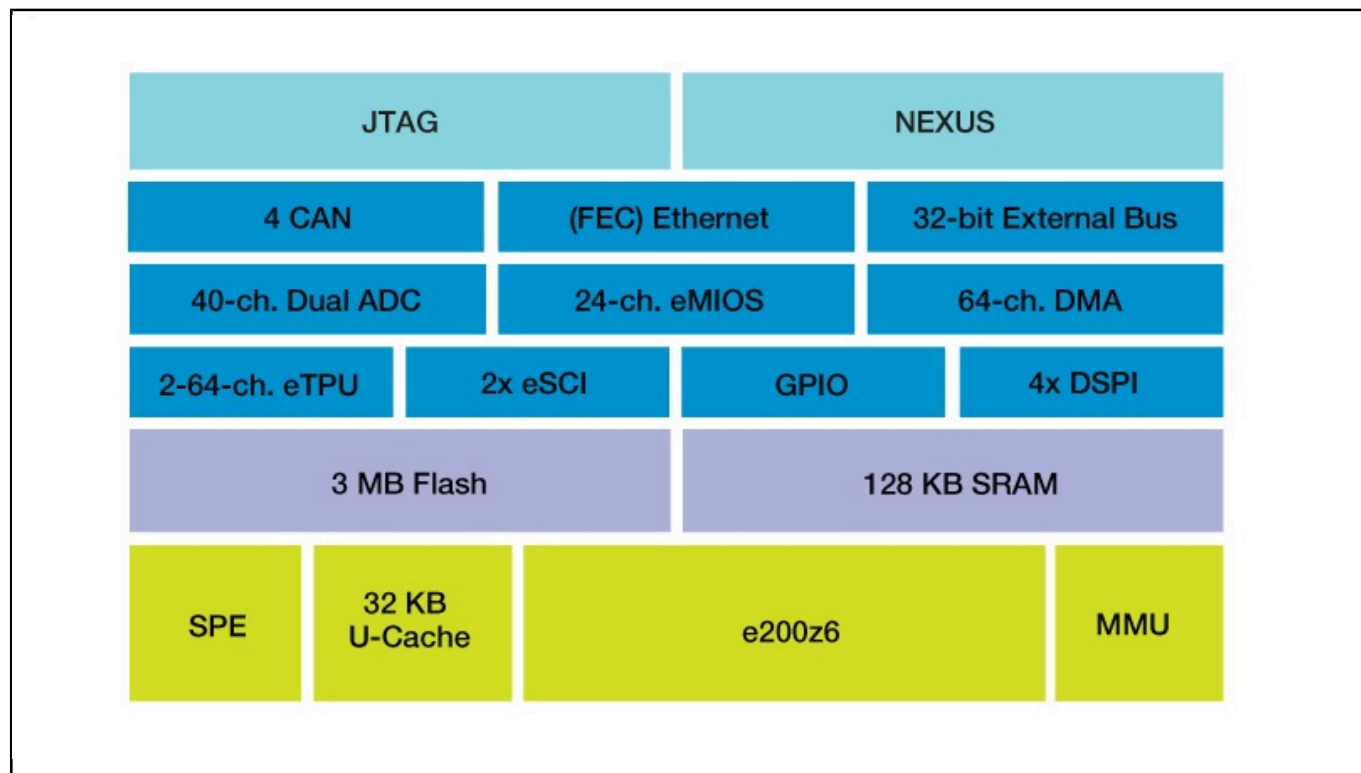 JTAG
NEXUS
4 CAN
(FEC) Ethernet
32-bit External Bus
40-ch. Dual ADC
24-ch. eMIOS
64-ch. DMA
2-64-ch. eTPU
2x eSCI
GPIO
4x DSPI
3 MB Flash
128 KB SRAM
SPE
32 KB
U-Cache
e200z6
MMU